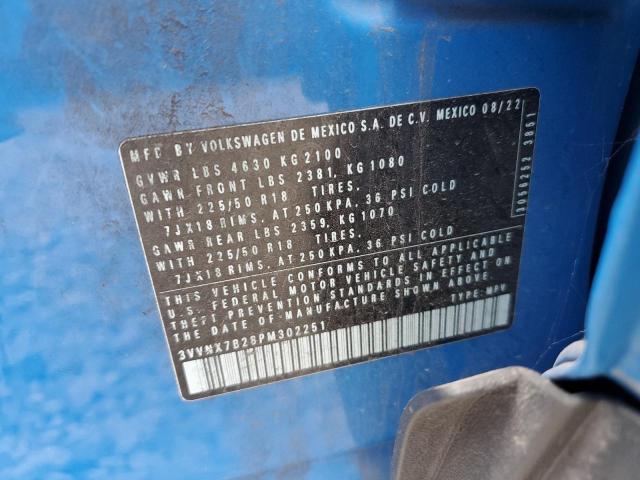 MFD BY VOLKSWAGEN DE MEXICO S.A. DE C.V. MEXICO 08/22
GVWR LBS 4630 KG 2100
GAWR FRONT LBS 2381, KG 1080
WITH 225/50 R18 TIRES.
7JX18 RIMS. AT 250 KPA, 36 PSI COLD
GAWR REAR LBS 2359, KG 1070
WITH 225/50 R18 TIRES.
7JX18 RIMS. AT 250 KPA, 36 PSI COLD
THIS VEHICLE CONFORMS TO ALL APPLICABLE
U.S. FEDERAL MOTOR VEHICLE SAFETY AND
THEFT PREVENTION STANDARDS IN EFFECT ON
THE DATE OF MANUFACTURE SHOWN ABOVE.
3VVNX7B26PM302251 TYPE: MPV
3056252 3851